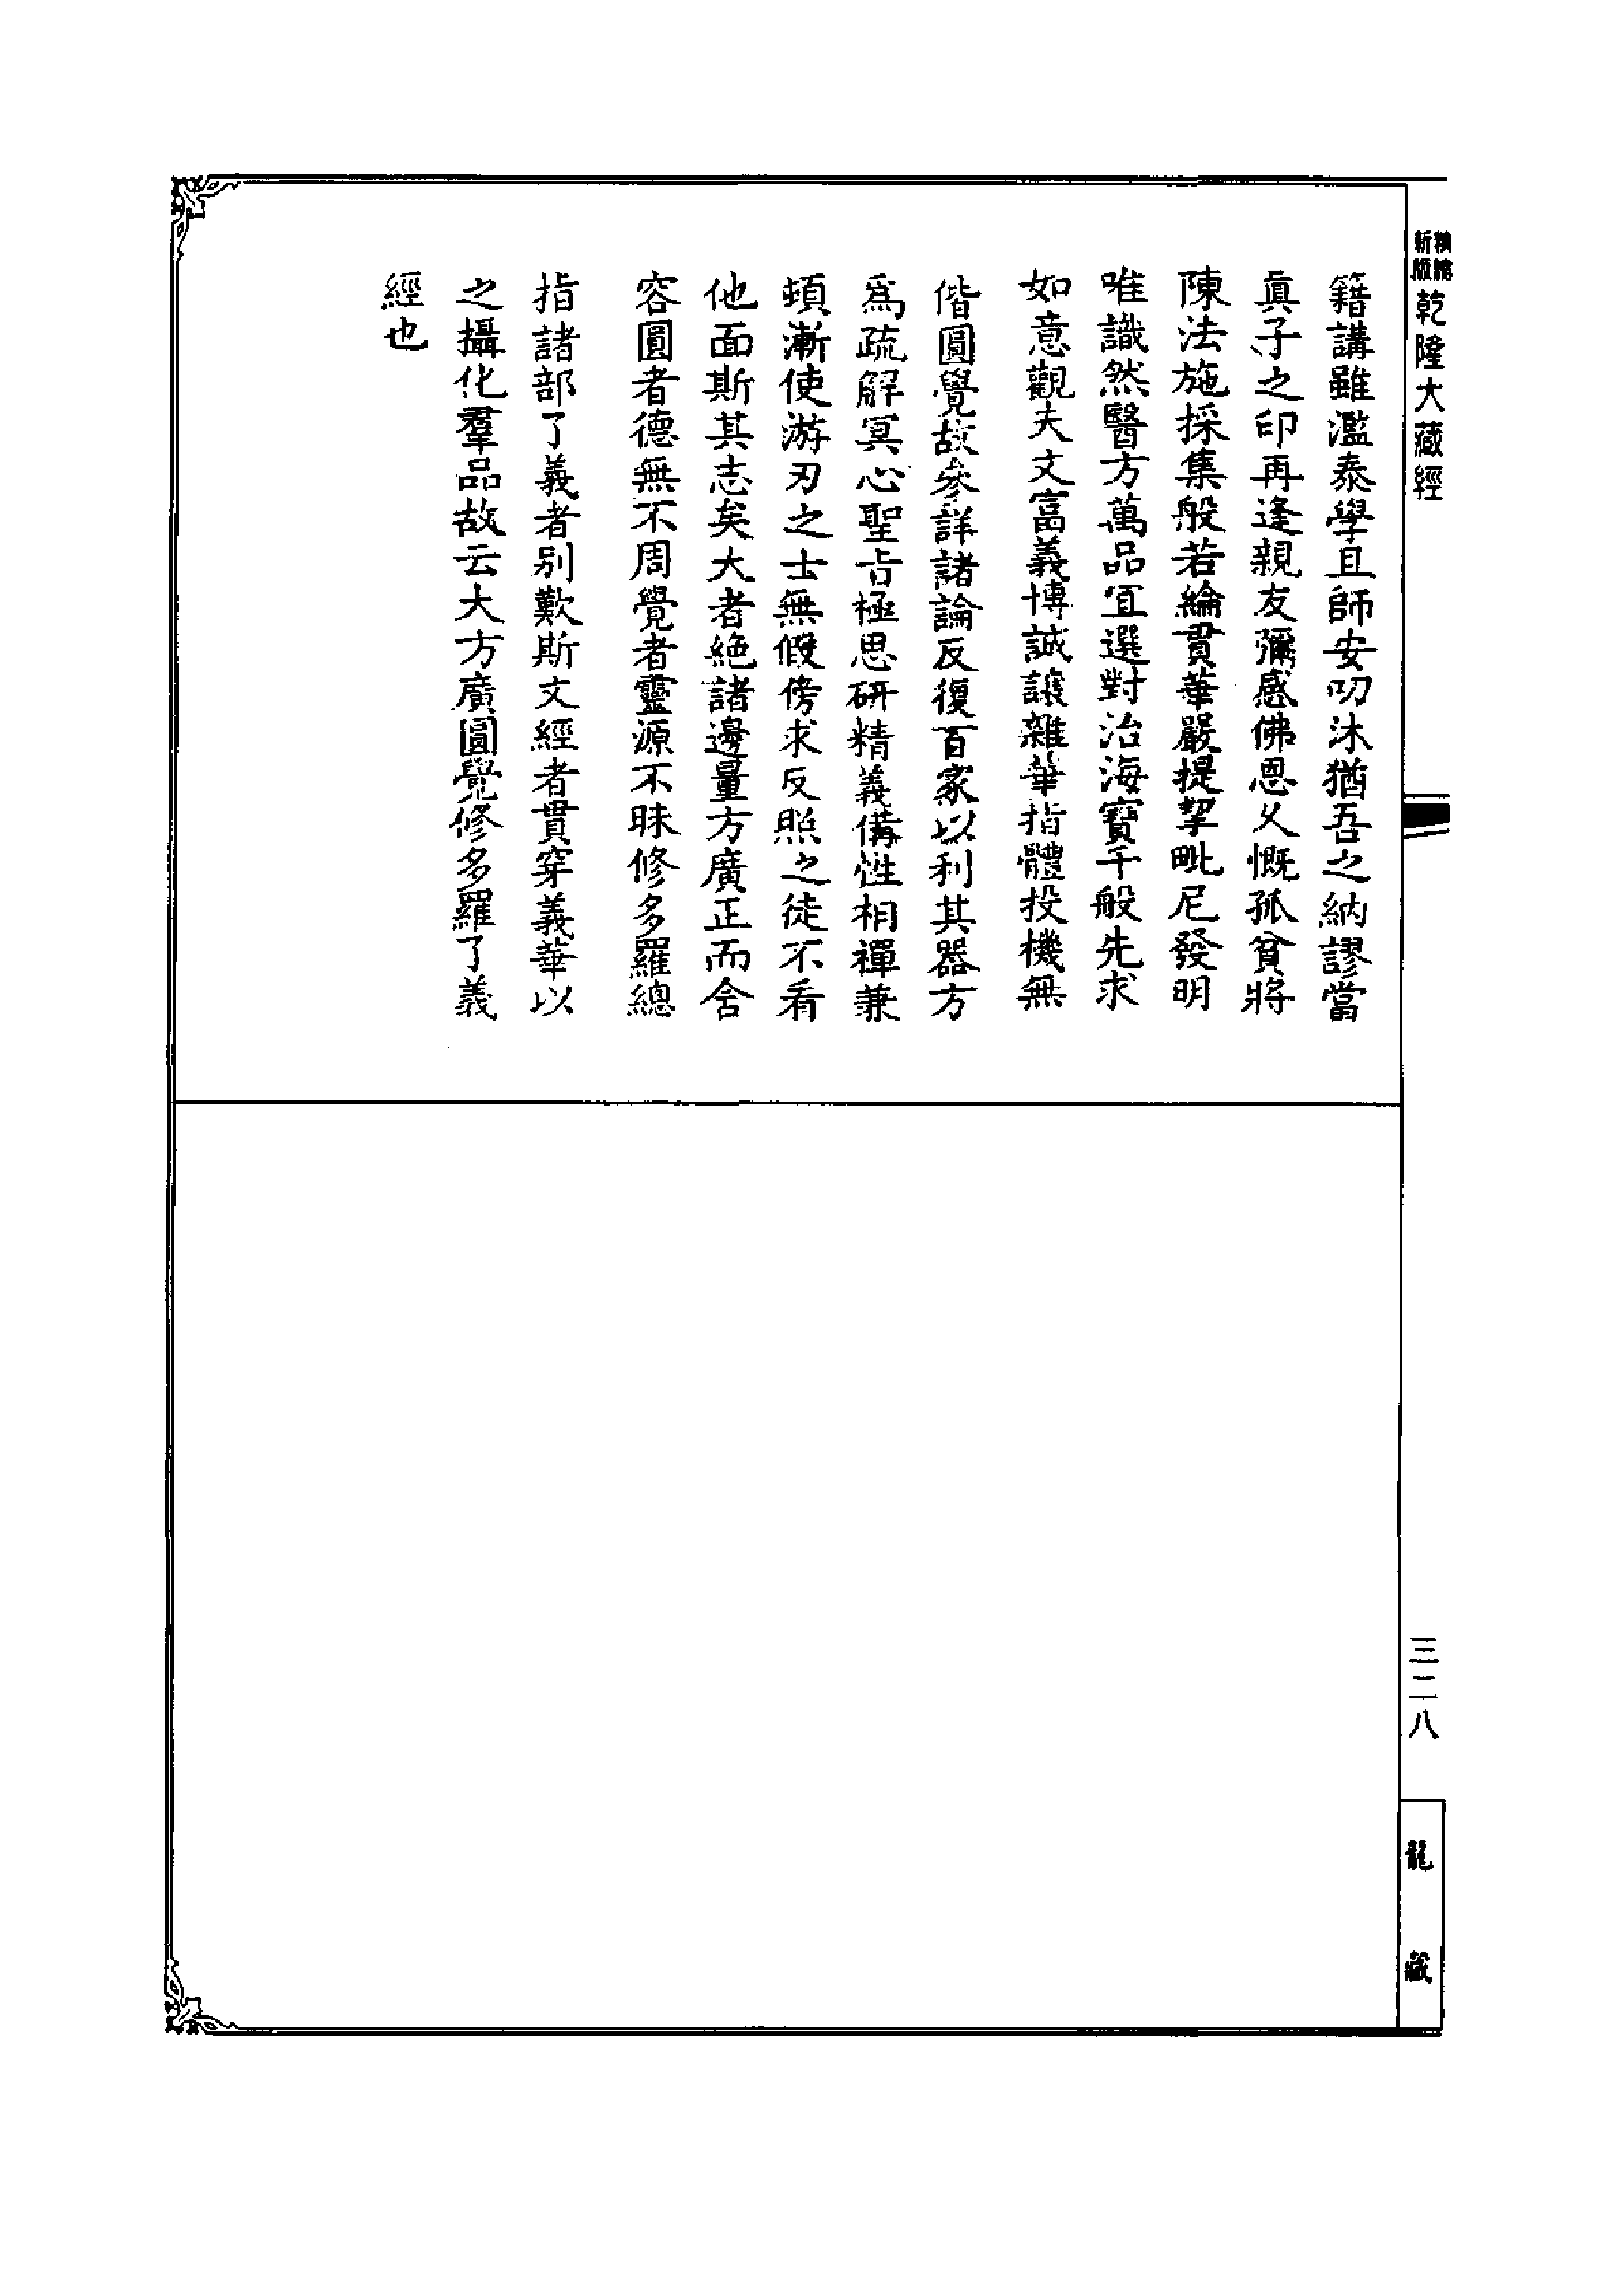 新版
精縮
乾隆大藏經
籍講雖濫泰學且師安叨沐猶吾之納謬當
眞子之印再逢親友彌感佛恩乆慨孤貧將
陳法施採集般若綸貫華嚴提挈毗尼發明
唯識然醫方萬品宜選對治海寶千般先求
如意觀夫文富義博誠讓雜華指體投機無
偕圓覺故參詳諸論反復百家以利其器方
爲疏解冥心聖旨極思研精義備性相禪兼
頓漸使游刃之士無假傍求反照之徒不看
他面斯其志矣大者絶諸邊量方廣正而含
容圓者德無不周覺者靈源不昧修多羅總
指諸部了義者别歎斯文經者貫穿義華以
之攝化羣品故云大方廣圓覺修多羅了義
經也
三二八
龍藏